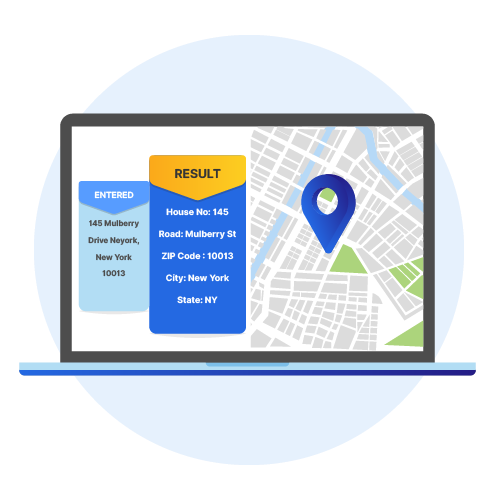 ENTERED
145 Mulberry
Drive Neyork,
New York
10013
RESULT
House No: 145
Road: Mulberry St
ZIP Code : 10013
City: New York
State: NY